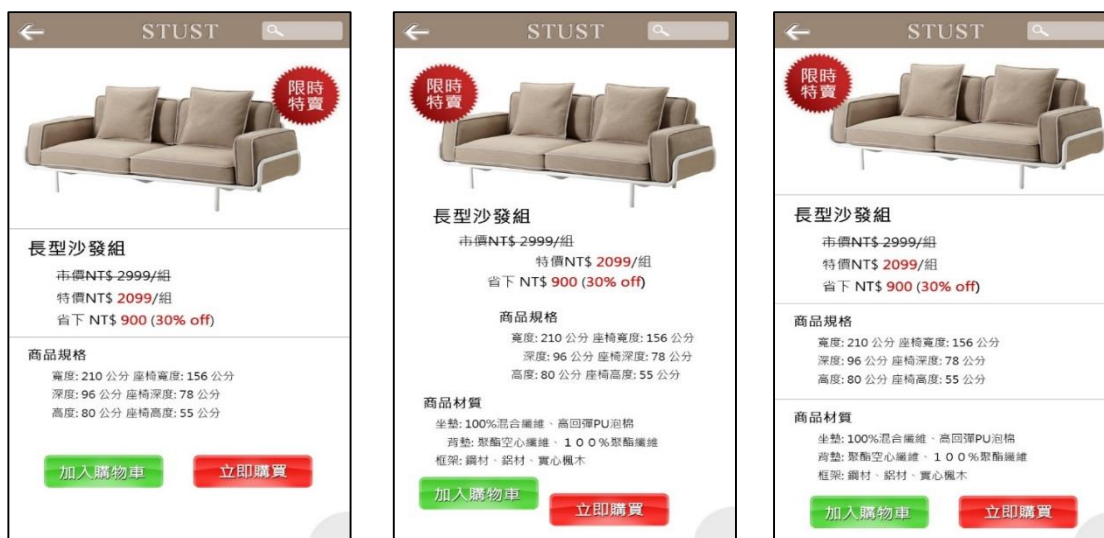 STUST
限時
特賣
長型沙發組
市價NT$ 2999/組
特價NT$ 2099/組
省下 NT$ 900 (30% off)
商品規格
寬度: 210 公分 座椅寬度: 156 公分
深度: 96 公分 座椅深度: 78 公分
高度: 80 公分 座椅高度: 55 公分
加入購物車
立即購買
STUST
限時
特賣
長型沙發組
市價NT$ 2999/組
特價NT$ 2099/組
省下 NT$ 900 (30% off)
商品規格
寬度: 210 公分 座椅寬度: 156 公分
深度: 96 公分 座椅深度: 78 公分
高度: 80 公分 座椅高度: 55 公分
商品材質
坐墊: 100%混合纖維、高回彈PU泡棉
背墊: 聚酯空心纖維、１００%聚酯纖維
框架: 鋼材、鋁材、實心楓木
加入購物車
立即購買
STUST
限時
特賣
長型沙發組
市價NT$ 2999/組
特價NT$ 2099/組
省下 NT$ 900 (30% off)
商品規格
寬度: 210 公分 座椅寬度: 156 公分
深度: 96 公分 座椅深度: 78 公分
高度: 80 公分 座椅高度: 55 公分
商品材質
坐墊: 100%混合纖維、高回彈PU泡棉
背墊: 聚酯空心纖維、１００%聚酯纖維
框架: 鋼材、鋁材、實心楓木
加入購物車
立即購買